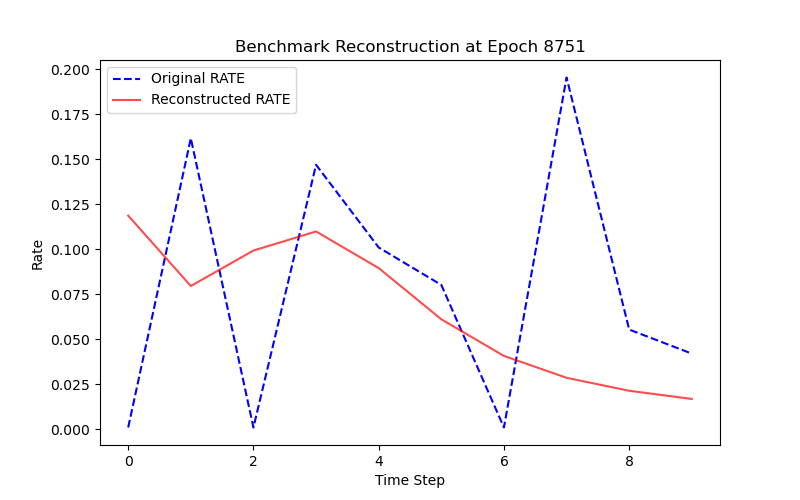 Benchmark Reconstruction at Epoch 8751
Original RATE
Reconstructed RATE
0.200
0.175
0.150
0.125
0.100
0.075
0.050
0.025
0.000
Rate
0 2 4 6 8
Time Step